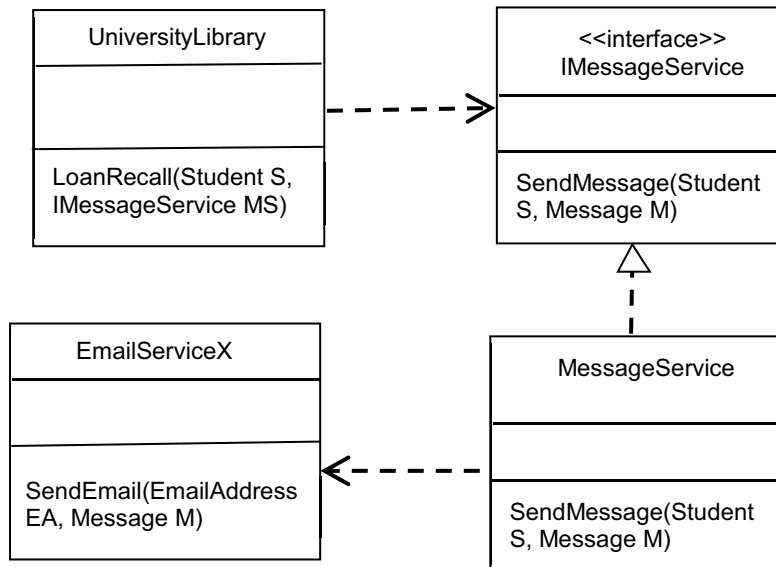 UniversityLibrary
LoanRecall(Student S,
IMessageService MS)
<<interface>>
IMessageService
SendMessage(Student
S, Message M)
EmailServiceX
SendEmail(EmailAddress
EA, Message M)
MessageService
SendMessage(Student
S, Message M)